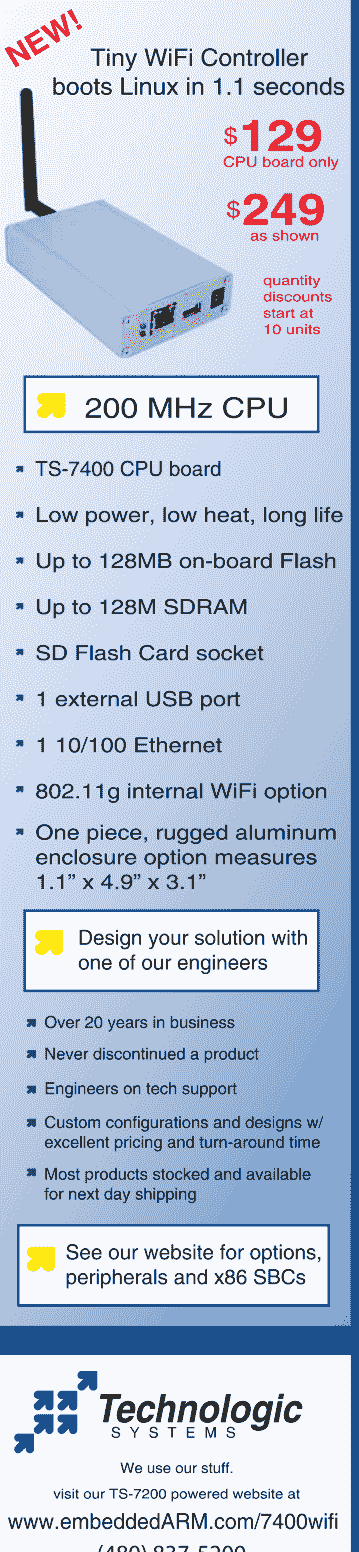 NEW!
Tiny WiFi Controller
boots Linux in 1.1 seconds
$129
CPU board only
$249
as shown
quantity
discounts
start at
10 units
200 MHz CPU
TS-7400 CPU board
Low power, low heat, long life
Up to 128MB on-board Flash
Up to 128M SDRAM
SD Flash Card socket
1 external USB port
1 10/100 Ethernet
802.11g internal WiFi option
One piece, rugged aluminum
enclosure option measures
1.1” x 4.9” x 3.1”
Design your solution with
one of our engineers
Over 20 years in business
Never discontinued a product
Engineers on tech support
Custom configurations and designs w/
excellent pricing and turn-around time
Most products stocked and available
for next day shipping
See our website for options,
peripherals and x86 SBCs
Technologic
SYSTEMS
We use our stuff.
visit our TS-7200 powered website at
www.embeddedARM.com/7400wifi
(480) 837-5200